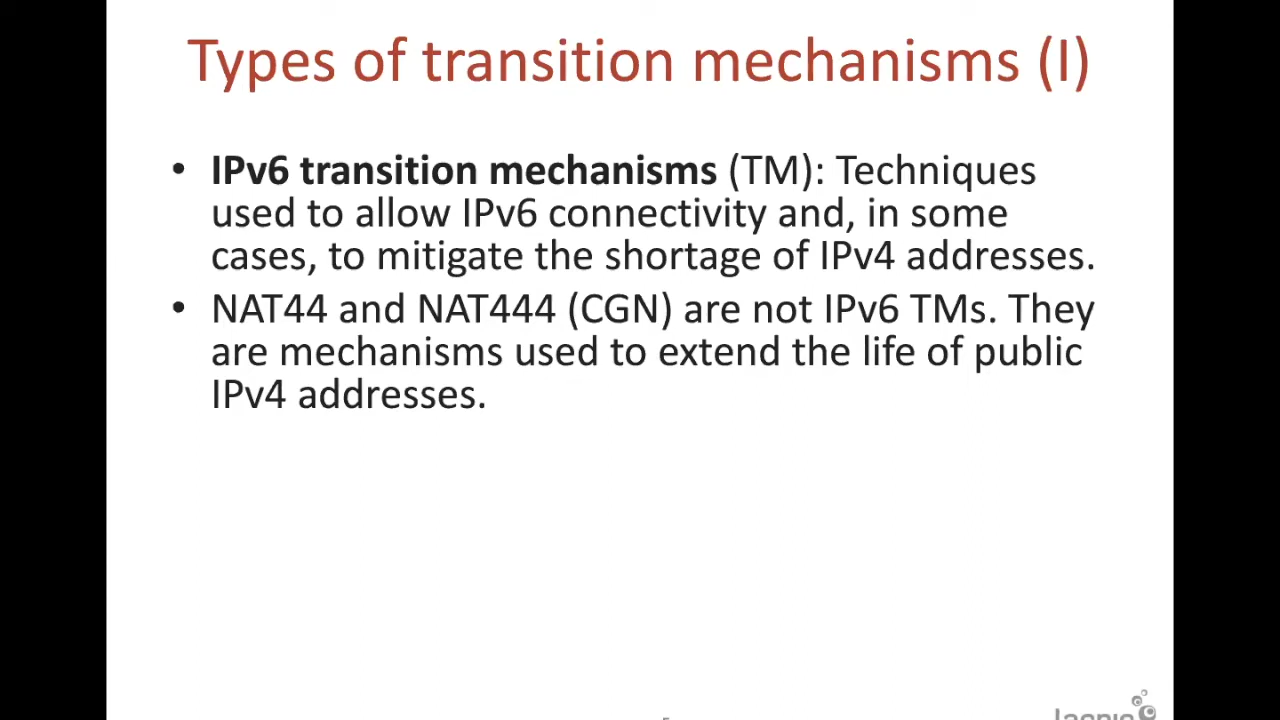 Types of transition mechanisms (I)
• IPv6 transition mechanisms (TM): Techniques
used to allow IPv6 connectivity and, in some
cases, to mitigate the shortage of IPv4 addresses.
• NAT44 and NAT444 (CGN) are not IPv6 TMs. They
are mechanisms used to extend the life of public
IPv4 addresses.